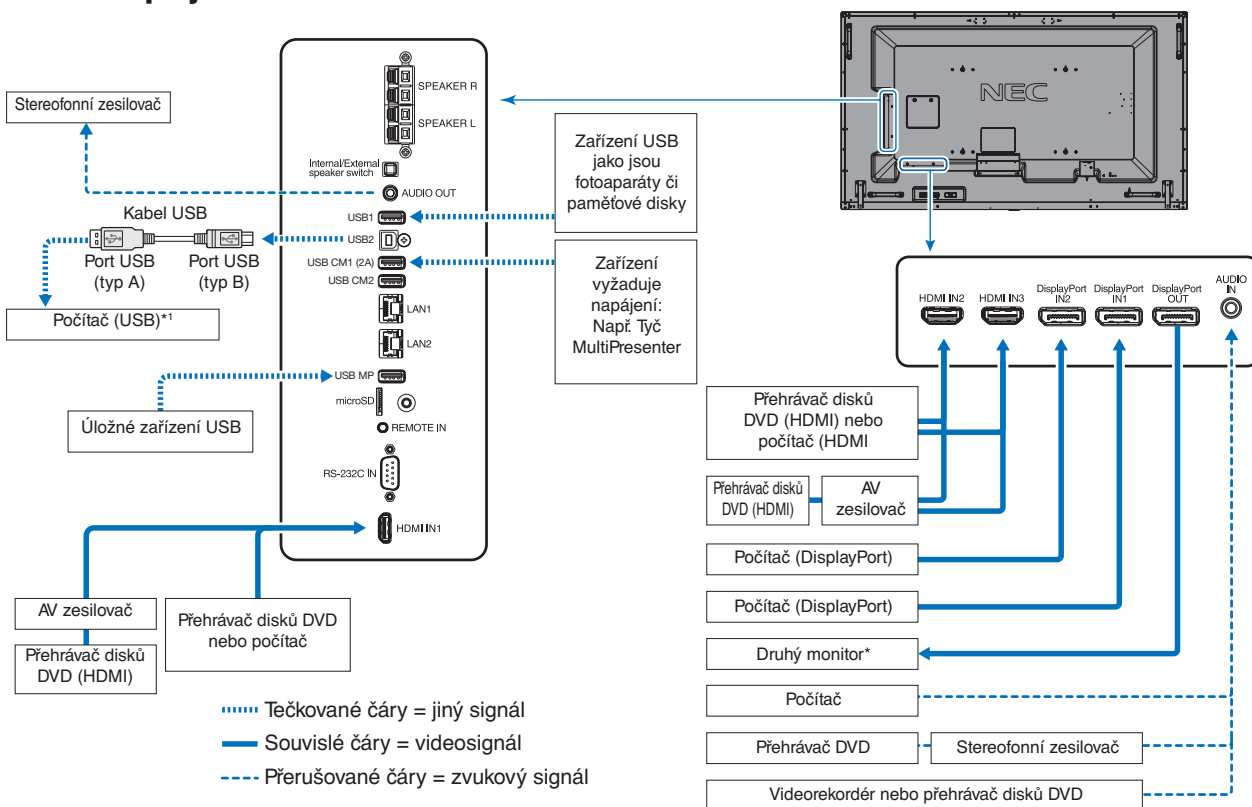 NEC
SPEAKER R
SPEAKER L
Internal/External
speaker switch
AUDIO OUT
USB1
USB2
USB CM1 (2A)
USB CM2
LAN1
LAN2
USB MP
microSD
REMOTE IN
RS-232C IN
HDMI IN1
Stereofonní zesilovač
Kabel USB
Port USB
(typ A)
Port USB
(typ B)
Počítač (USB)*1
Úložné zařízení USB
AV zesilovač
Přehrávač disků
DVD (HDMI)
Přehrávač disků DVD
nebo počítač
Zařízení USB
jako jsou
fotoaparáty či
paměťové disky
Zařízení
vyžaduje
napájení:
Např. Tyč
MultiPresenter
HDMI IN2
HDMI IN3
DisplayPort
IN2
DisplayPort
IN1
DisplayPort
OUT
AUDIO
IN
Přehrávač disků
DVD (HDMI) nebo
počítač (HDMI
Přehrávač disků
DVD (HDMI)
AV
zesilovač
Počítač (DisplayPort)
Počítač (DisplayPort)
Druhý monitor*
Počítač
Přehrávač DVD
Stereofonní zesilovač
Videorekordér nebo přehrávač disků DVD
Tečkované čáry = jiný signál
Souvislé čáry = videosignál
Přerušované čáry = zvukový signál